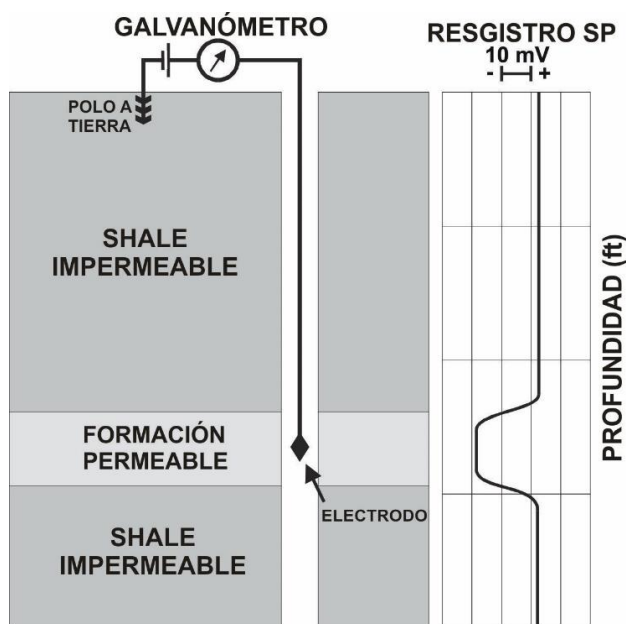 GALVANÓMETRO
RESGISTRO SP
10 mV
- +
POLO A
TIERRA
SHALE
IMPERMEABLE
FORMACIÓN
PERMEABLE
ELECTRODO
SHALE
IMPERMEABLE
PROFUNDIDAD (ft)